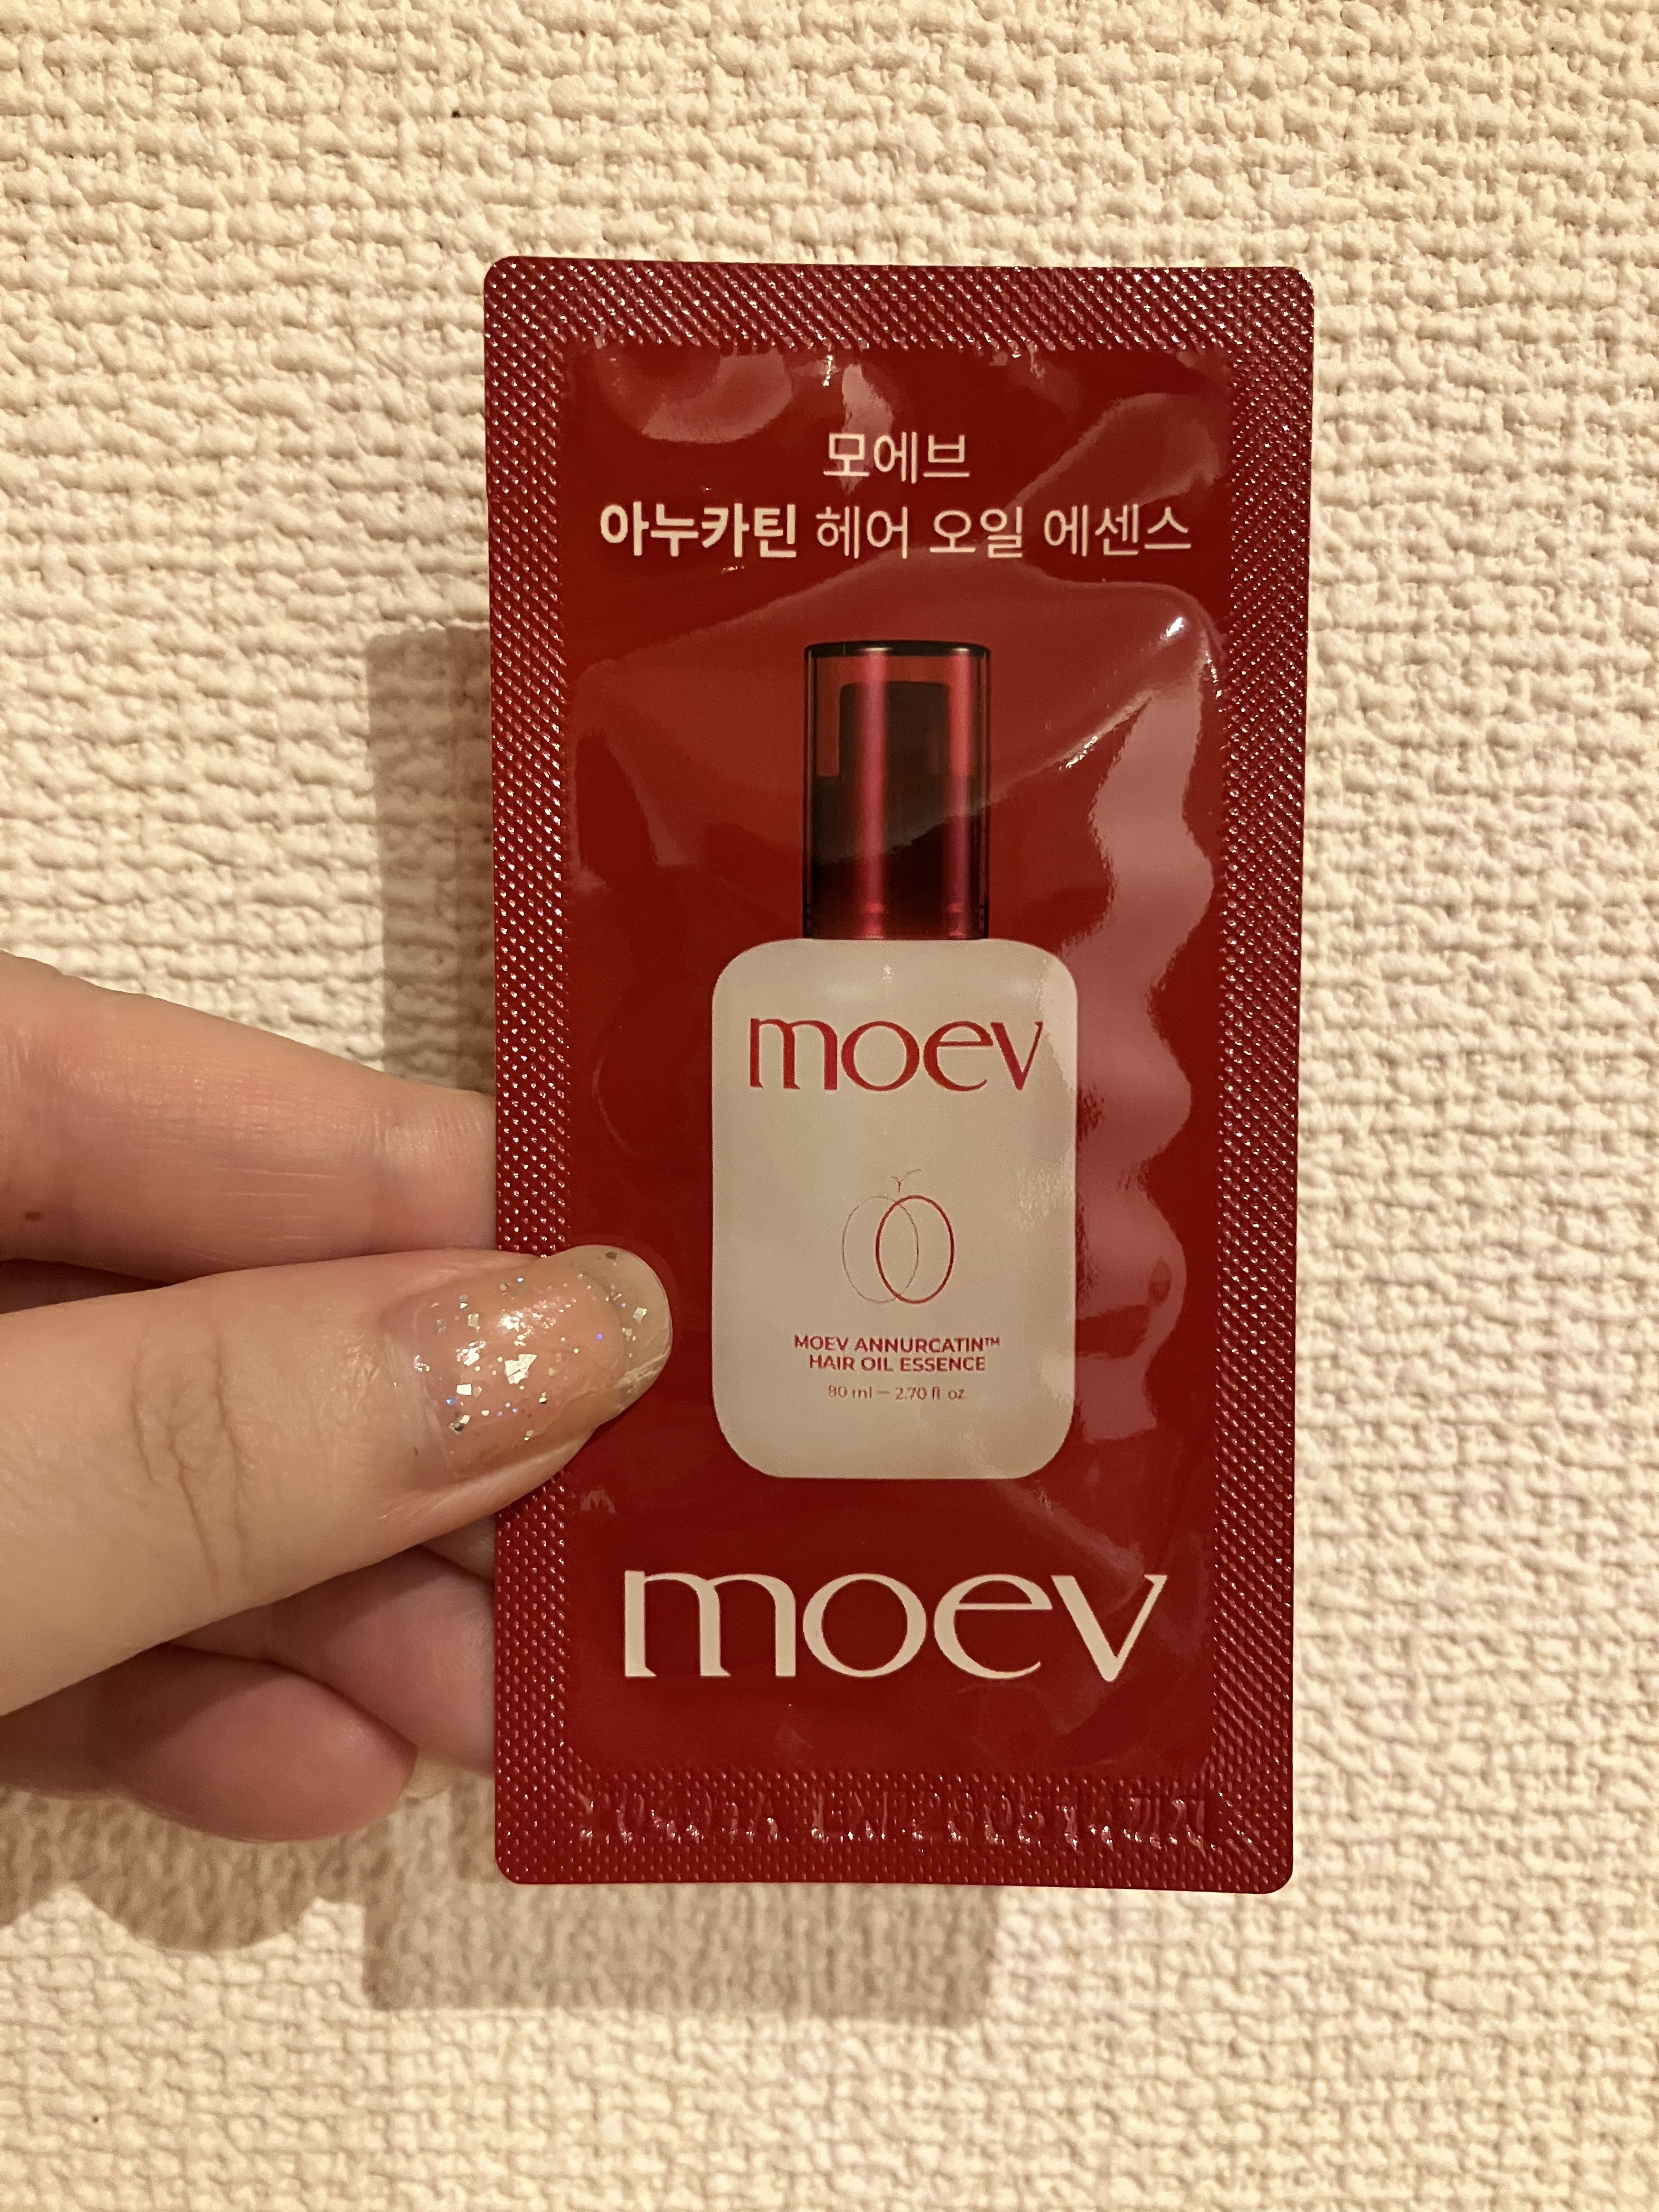 모에브
아누카틴 헤어 오일 에센스
moev
MOEV ANNURCATIN™
HAIR OIL ESSENCE
80 ml – 2.70 fl oz
moev